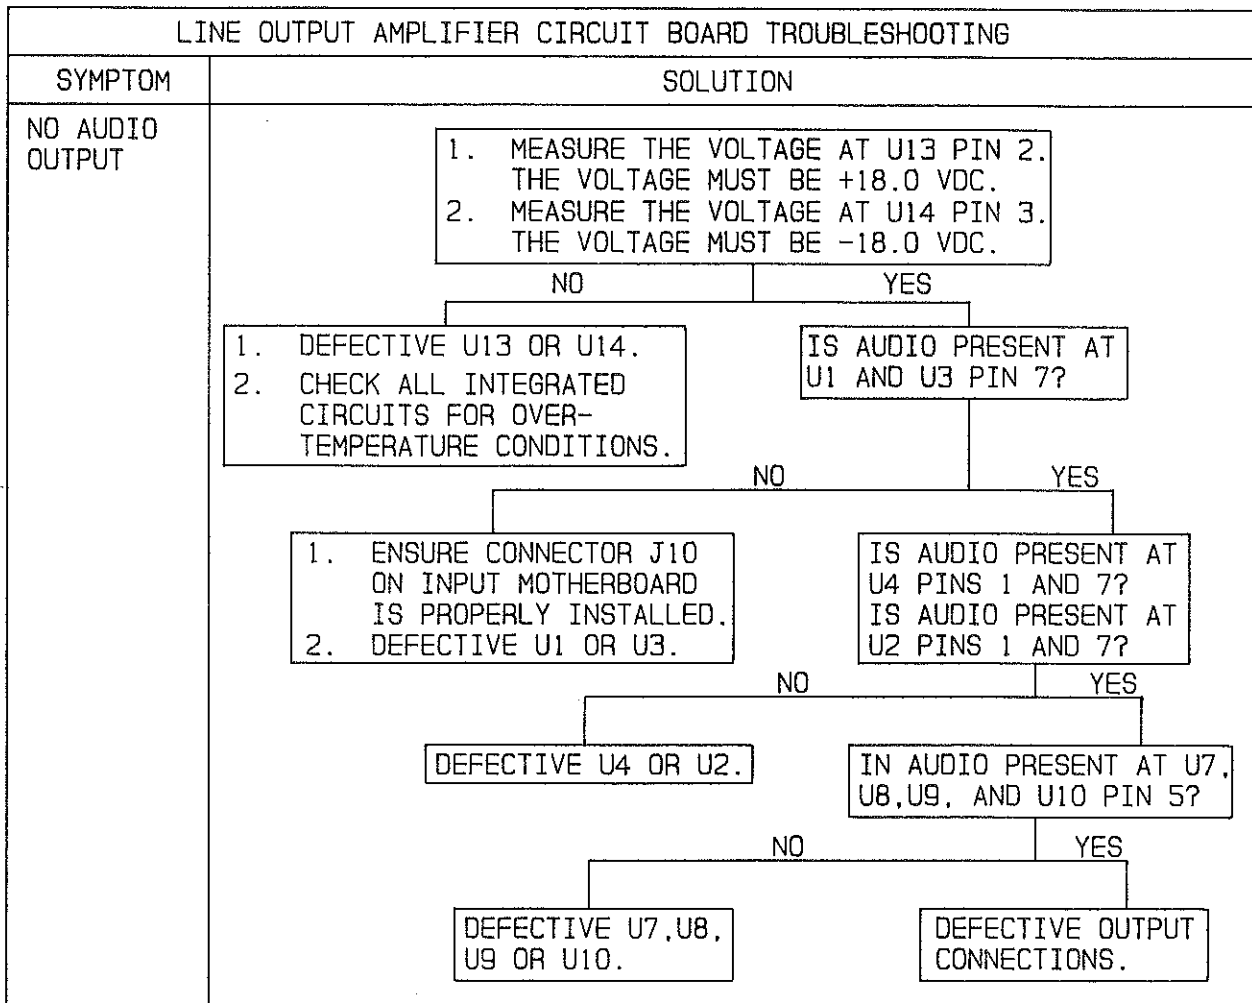 LINE OUTPUT AMPLIFIER CIRCUIT BOARD TROUBLESHOOTING
SYMPTOM
SOLUTION
NO AUDIO
OUTPUT
1. MEASURE THE VOLTAGE AT U13 PIN 2.
THE VOLTAGE MUST BE +18.0 VDC.
2. MEASURE THE VOLTAGE AT U14 PIN 3.
THE VOLTAGE MUST BE -18.0 VDC.
NO
YES
1. DEFECTIVE U13 OR U14.
2. CHECK ALL INTEGRATED
CIRCUITS FOR OVER-
TEMPERATURE CONDITIONS.
IS AUDIO PRESENT AT
U1 AND U3 PIN 7?
NO
YES
1. ENSURE CONNECTOR J10
ON INPUT MOTHERBOARD
IS PROPERLY INSTALLED.
2. DEFECTIVE U1 OR U3.
IS AUDIO PRESENT AT
U4 PINS 1 AND 7?
IS AUDIO PRESENT AT
U2 PINS 1 AND 7?
NO
YES
DEFECTIVE U4 OR U2.
IN AUDIO PRESENT AT U7,
U8,U9, AND U10 PIN 5?
NO
YES
DEFECTIVE U7,U8,
U9 OR U10.
DEFECTIVE OUTPUT
CONNECTIONS.